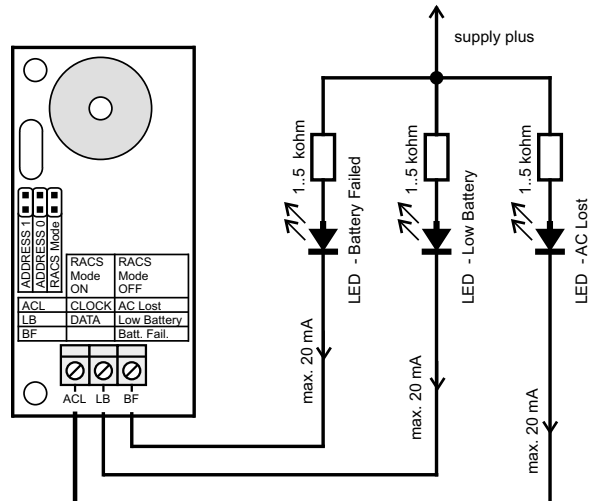 supply plus
1..5 kohm
LED - Battery Failed
1..5 kohm
LED - Low Battery
1..5 kohm
LED - AC Lost
ADDRESS 1
ADDRESS 0
RACS Mode
RACS Mode ON
RACS Mode OFF
ACL CLOCK AC Lost
LB DATA Low Battery
BF Batt. Fail.
ACL LB BF
max. 20 mA
max. 20 mA
max. 20 mA